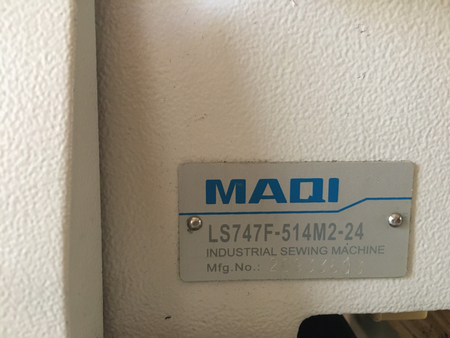 MAQI
LS747F-514M2-24
INDUSTRIAL SEWING MACHINE
Mfg.No.: